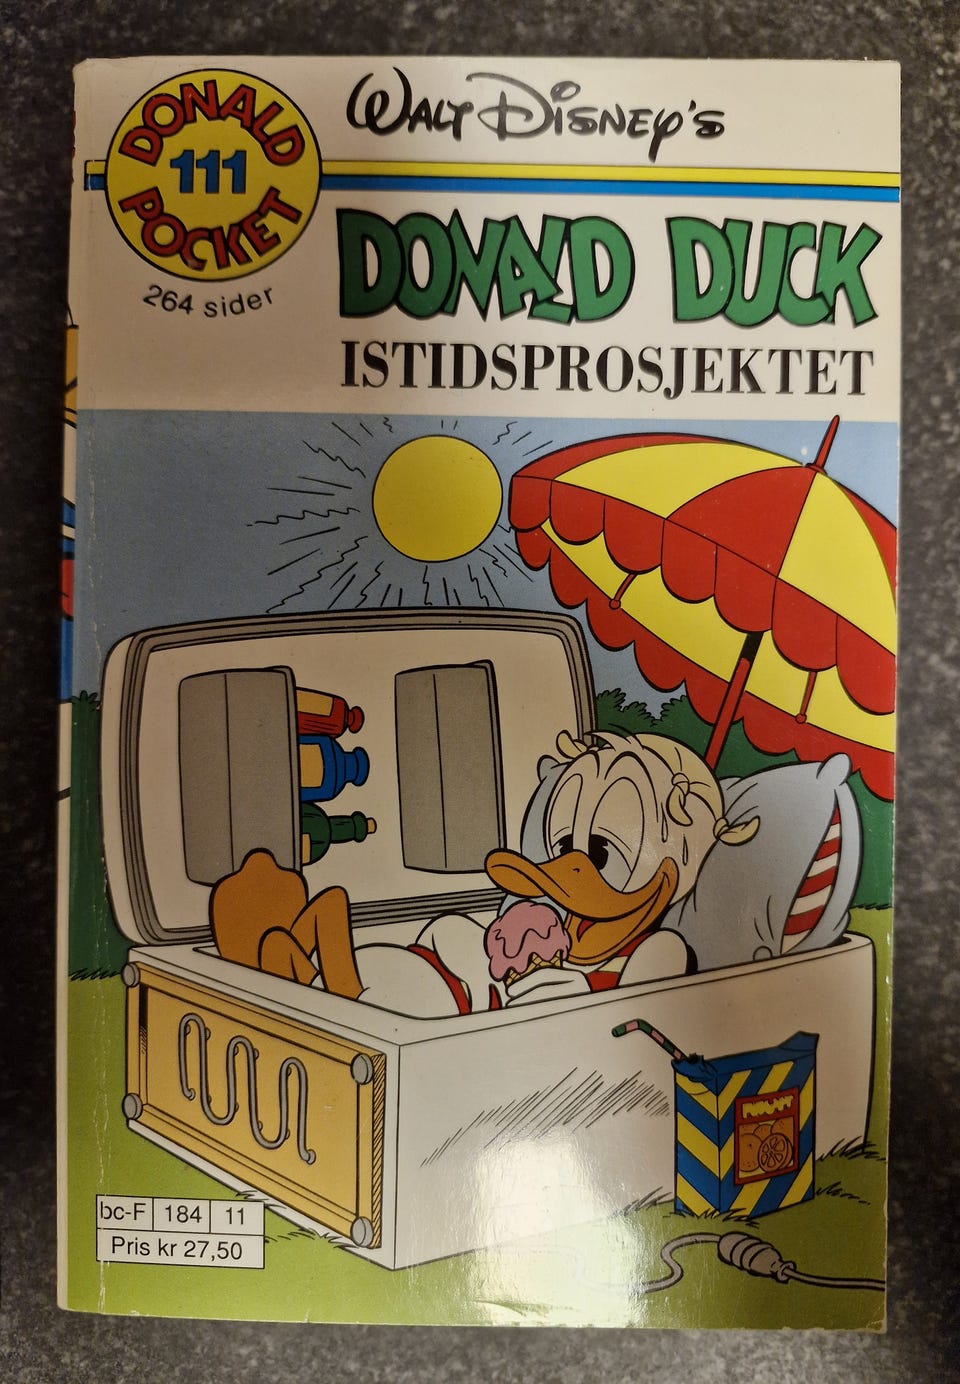 DONALD
111
POCKET
264 sider
WALT DISNEY'S
DONALD DUCK
ISTIDSPROSJEKTET
bc-F 184 11
Pris kr 27,50